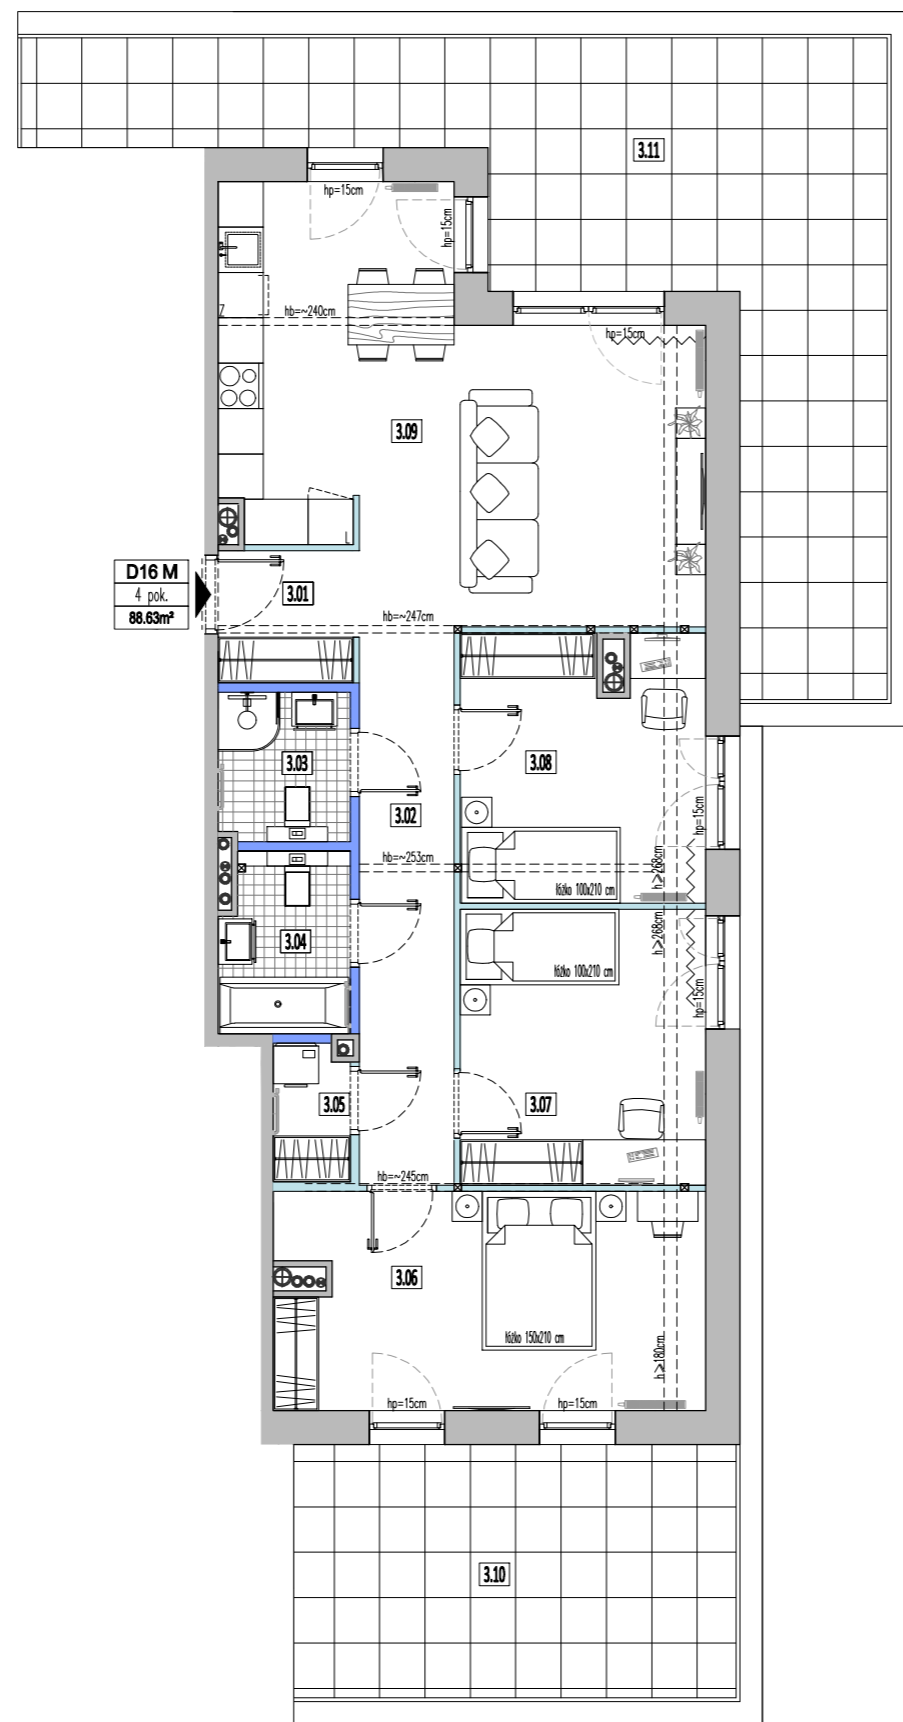 3.11
hp=15cm
hp=15cm
hb=~240cm
hp=15cm
3.09
D16 M
4 pok.
88.63m²
3.01
hb=~247cm
3.03
3.08
3.02
hp=15cm
hb=~253cm
h≥268cm
łóżko 100x210 cm
3.04
łóżko 100x210 cm
h≥268cm
hp=15cm
3.05
3.07
hb=~245cm
3.06
łóżko 150x210 cm
h≥180cm
hp=15cm
hp=15cm
3.10